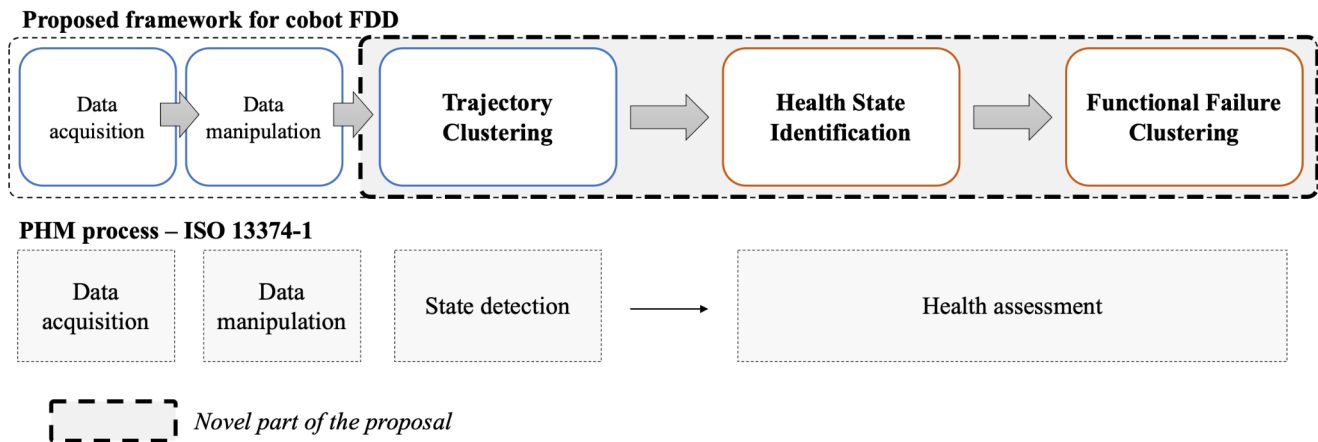 Proposed framework for cobot FDD
Data
acquisition
Data
manipulation
Trajectory
Clustering
Health State
Identification
Functional Failure
Clustering
PHM process – ISO 13374-1
Data
acquisition
Data
manipulation
State detection
Health assessment
Novel part of the proposal